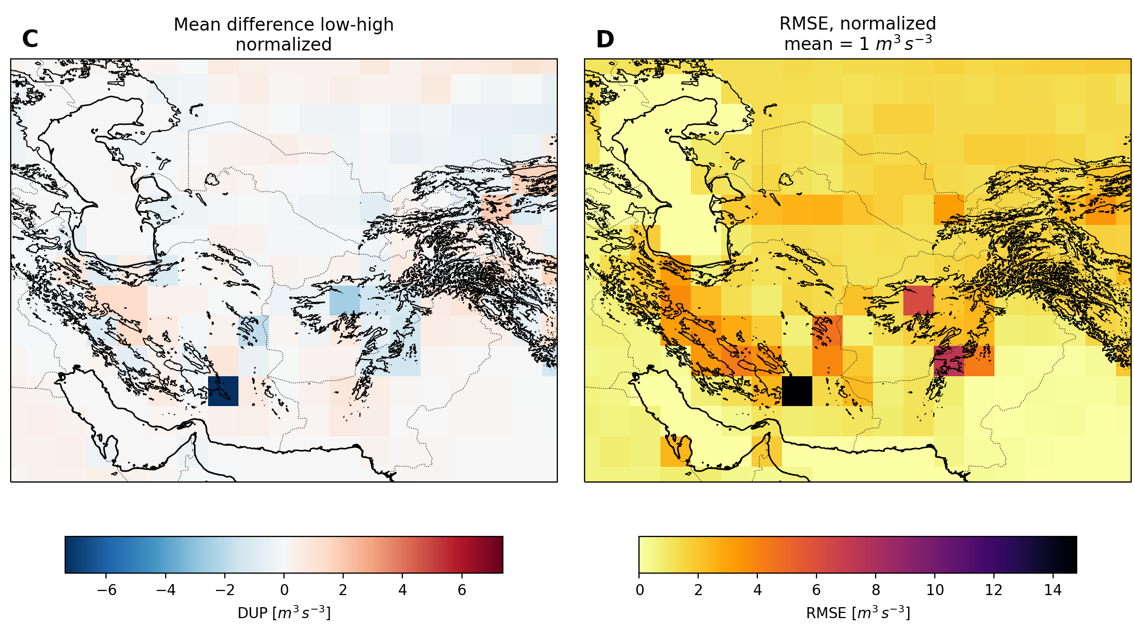 C
Mean difference low-high
normalized
D
RMSE, normalized
mean = 1 m³ s⁻³
−6 −4 −2 0 2 4 6
DUP [m³ s⁻³]
0 2 4 6 8 10 12 14
RMSE [m³ s⁻³]